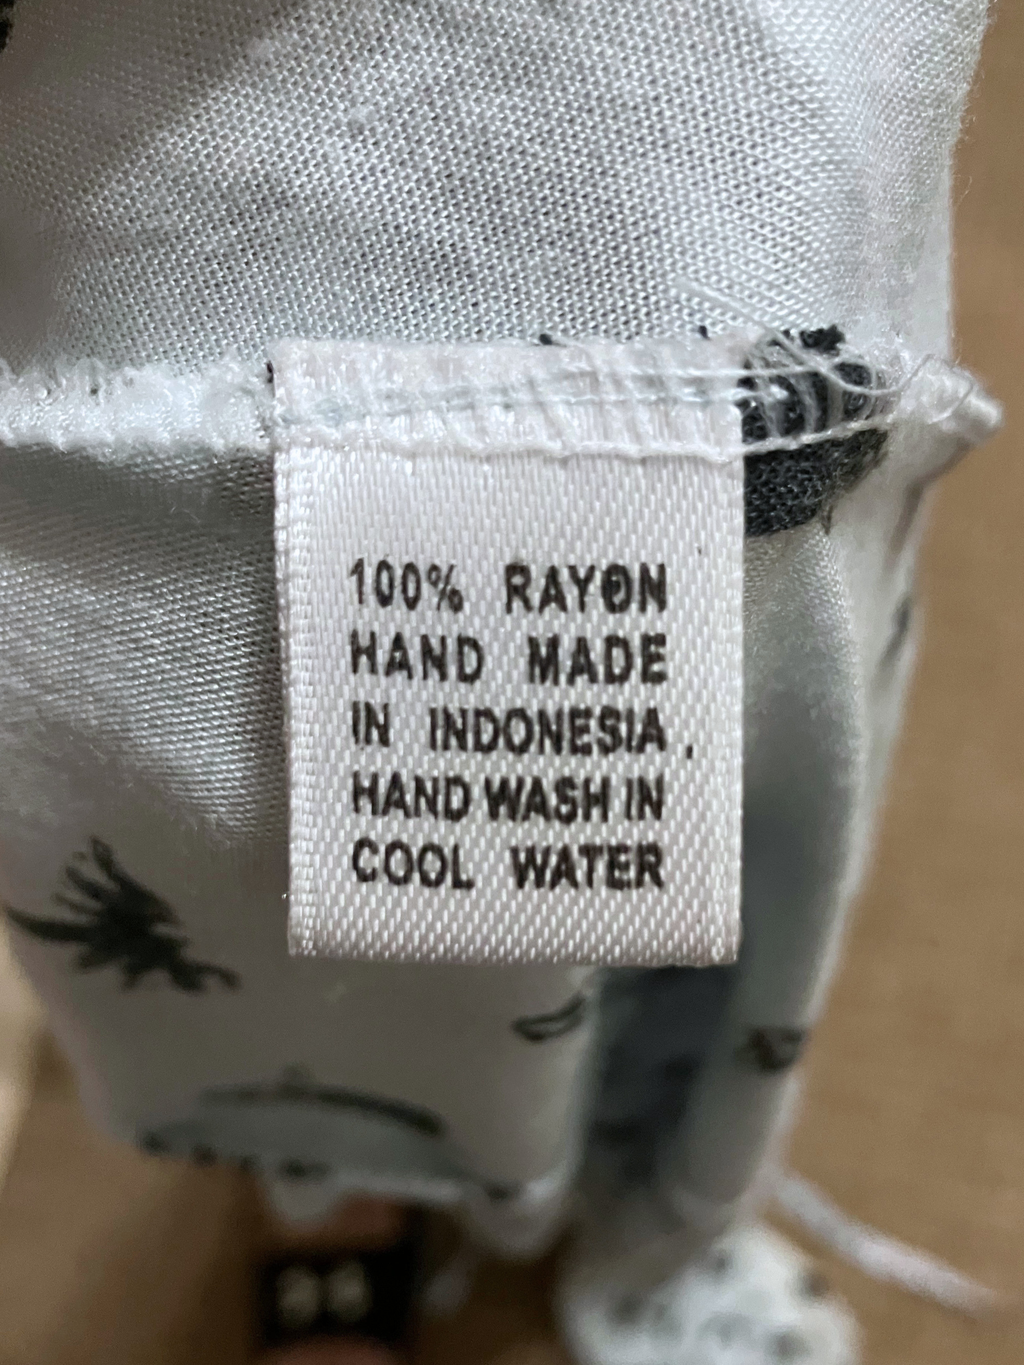 100% RAYON
HAND MADE
IN INDONESIA.
HAND WASH IN
COOL WATER